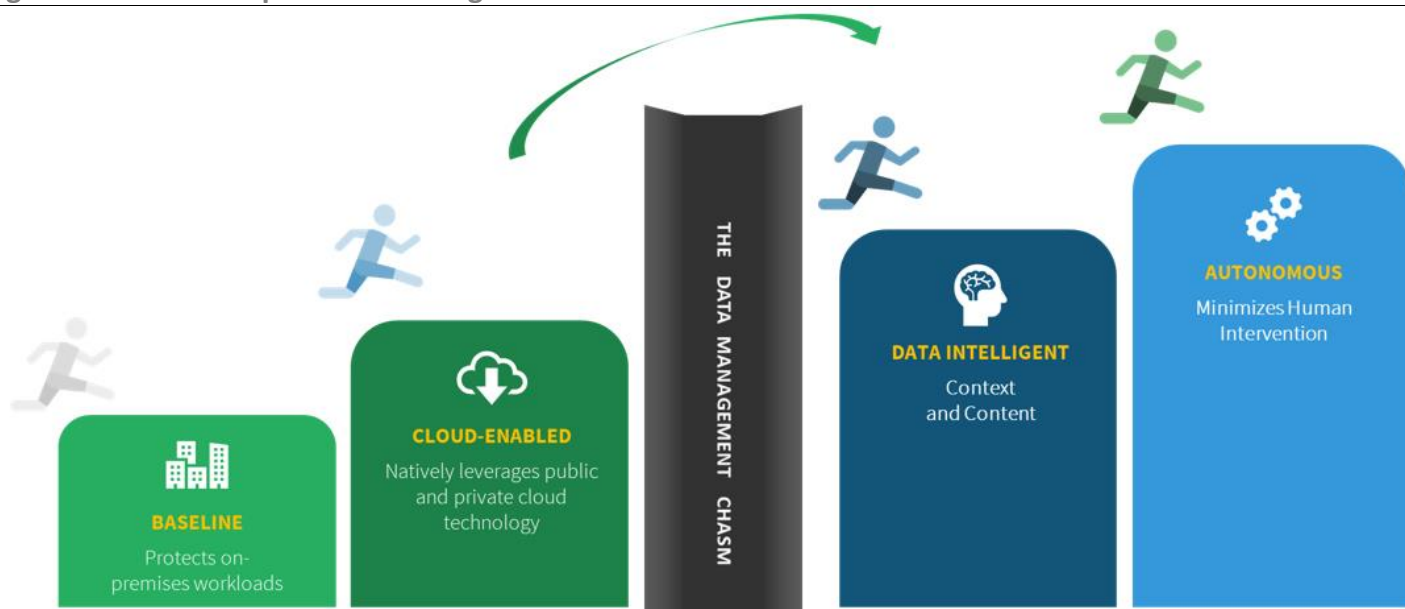 BASELINE
Protects on-
premises workloads
CLOUD-ENABLED
Natively leverages public
and private cloud
technology
THE DATA MANAGEMENT CHASM
DATA INTELLIGENT
Context
and Content
AUTONOMOUS
Minimizes Human
Intervention